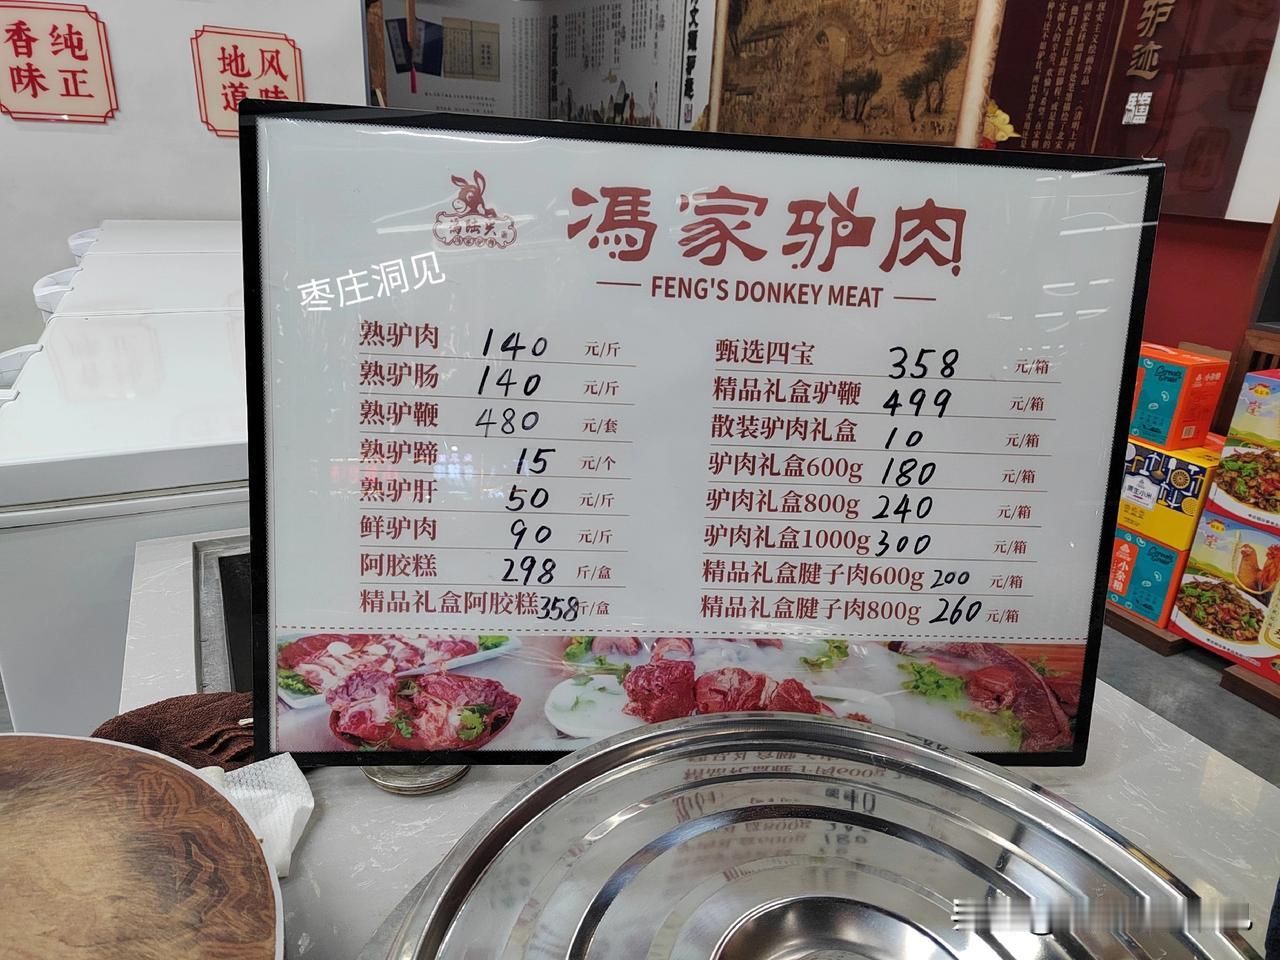 纯正
香味
风味
地道
驴迹
馮家驴肉
FENG'S DONKEY MEAT
枣庄洞见
熟驴肉 140 元/斤
熟驴肠 140 元/斤
熟驴鞭 480 元/套
熟驴蹄 15 元/个
熟驴肝 50 元/斤
鲜驴肉 90 元/斤
阿胶糕 298 斤/盒
精品礼盒阿胶糕 358 斤/盒
甄选四宝 358 元/箱
精品礼盒驴鞭 499 元/箱
散装驴肉礼盒 10 元/箱
驴肉礼盒600g 180 元/箱
驴肉礼盒800g 240 元/箱
驴肉礼盒1000g 300 元/箱
精品礼盒腱子肉600g 200 元/箱
精品礼盒腱子肉800g 260 元/箱
小杂粮